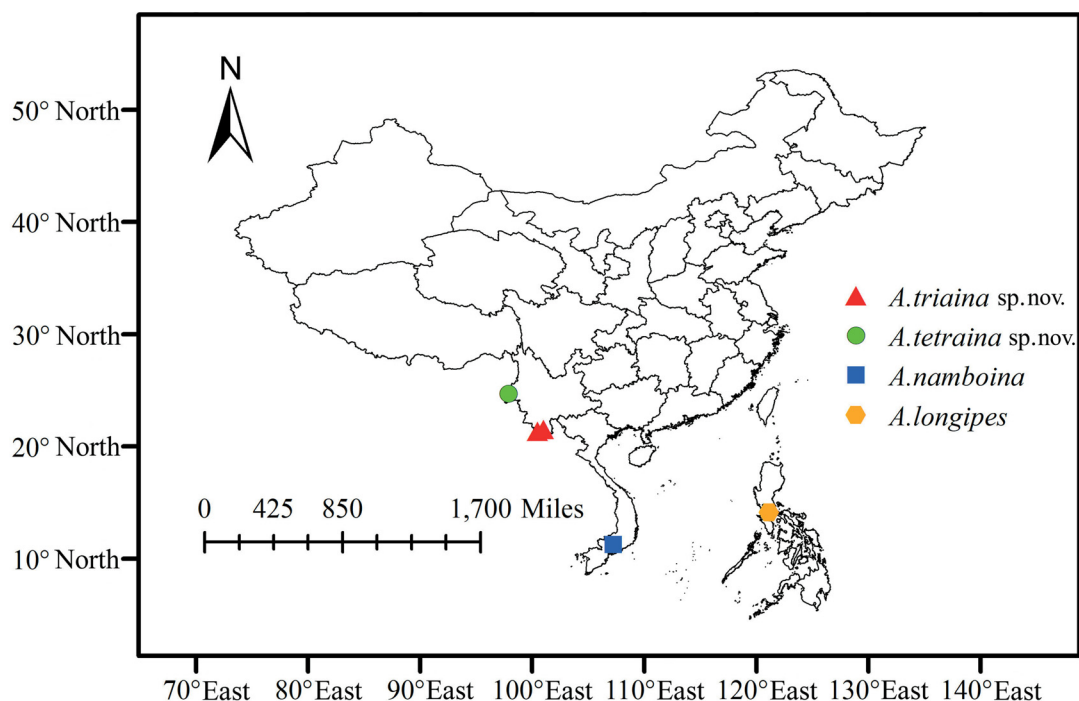 N
50° North
40° North
30° North
20° North
10° North
A.triaina sp.nov.
A.tetraina sp.nov.
A.namboina
A.longipes
0 425 850 1,700 Miles
70°East 80°East 90°East 100°East 110°East 120°East 130°East 140°East